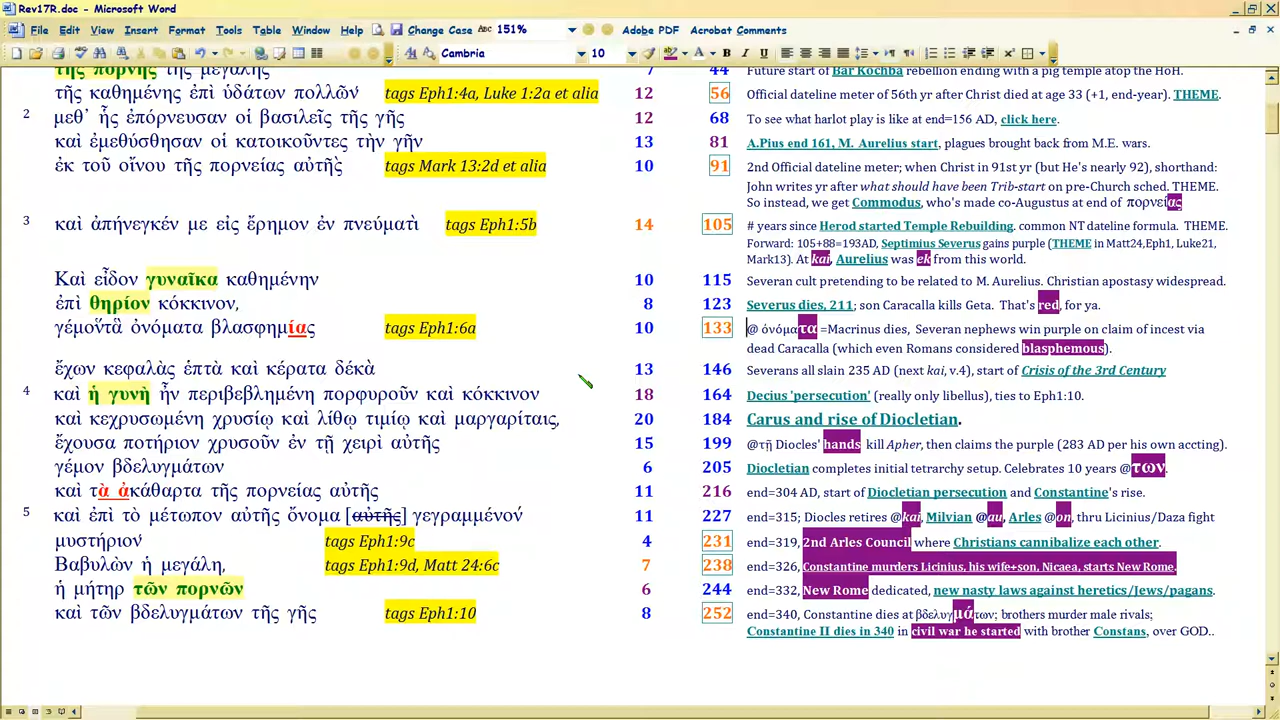 Rev17R.doc - Microsoft Word
File Edit View Insert Format Tools Table Window Help Change Case 151% Adobe PDF Acrobat Comments
Cambria 10 B I U
τῆς πόρνης τῆς μεγάλης 7 44 Future start of Bar Kochba rebellion ending with a pig temple atop the HoH.
τῆς καθημένης ἐπὶ ὑδάτων πολλῶν tags Eph1:4a, Luke 1:2a et alia 12 56 Official dateline meter of 56th yr after Christ died at age 33 (+1, end-year). THEME.
2 μεθ᾽ ἧς ἐπόρνευσαν οἱ βασιλεῖς τῆς γῆς 12 68 To see what harlot play is like at end=156 AD, click here.
καὶ ἐμεθύσθησαν οἱ κατοικοῦντες τὴν γῆν 13 81 A.Pius end 161, M. Aurelius start, plagues brought back from M.E. wars.
ἐκ τοῦ οἴνου τῆς πορνείας αὐτῆς tags Mark 13:2d et alia 10 91 2nd Official dateline meter; when Christ in 91st yr (but He's nearly 92), shorthand:
John writes yr after what should have been Trib-start on pre-Church sched. THEME.
So instead, we get Commodus, who's made co-Augustus at end of πορνείας
3 καὶ ἀπήνεγκέν με εἰς ἔρημον ἐν πνεύματὶ tags Eph1:5b 14 105 # years since Herod started Temple Rebuilding. common NT dateline formula. THEME.
Forward: 105+88=193AD, Septimius Severus gains purple (THEME in Matt24,Eph1, Luke21,
Mark13). At kai, Aurelius was ek from this world.
Καὶ εἶδον γυναῖκα καθημένην 10 115 Severan cult pretending to be related to M. Aurelius. Christian apostasy widespread.
ἐπὶ θηρίον κόκκινον, 8 123 Severus dies, 211; son Caracalla kills Geta. That's red, for ya.
γέμοντὰ ὀνόματα βλασφημίας tags Eph1:6a 10 133 @ ὀνόματα =Macrinus dies, Severan nephews win purple on claim of incest via
dead Caracalla (which even Romans considered blasphemous).
ἔχων κεφαλὰς ἑπτὰ καὶ κέρατα δέκὰ 13 146 Severans all slain 235 AD (next kai, v.4), start of Crisis of the 3rd Century
4 καὶ ἡ γυνὴ ἦν περιβεβλημένη πορφυροῦν καὶ κόκκινον 18 164 Decius 'persecution' (really only libellus), ties to Eph1:10.
καὶ κεχρυσωμένη χρυσίῳ καὶ λίθῳ τιμίῳ καὶ μαργαρίταις, 20 184 Carus and rise of Diocletian.
ἔχουσα ποτήριον χρυσοῦν ἐν τῇ χειρὶ αὐτῆς 15 199 @τῇ Diocles' hands kill Apher, then claims the purple (283 AD per his own accting).
γέμον βδελυγμάτων 6 205 Diocletian completes initial tetrarchy setup. Celebrates 10 years @των.
καὶ τὰ ἀκάθαρτα τῆς πορνείας αὐτῆς 11 216 end=304 AD, start of Diocletian persecution and Constantine's rise.
5 καὶ ἐπὶ τὸ μέτωπον αὐτῆς ὄνομα [αὐτῆς] γεγραμμένον 11 227 end=315; Diocles retires @kai, Milvian @au, Arles @on, thru Licinius/Daza fight
μυστήριον tags Eph1:9c 4 231 end=319, 2nd Arles Council where Christians cannibalize each other.
Βαβυλὼν ἡ μεγάλη, tags Eph1:9d, Matt 24:6c 7 238 end=326, Constantine murders Licinius, his wife+son, Nicaea, starts New Rome.
ἡ μήτηρ τῶν πορνῶν 6 244 end=332, New Rome dedicated, new nasty laws against heretics/Jews/pagans.
καὶ τῶν βδελυγμάτων τῆς γῆς tags Eph1:10 8 252 end=340, Constantine dies at βδελυγμάτων; brothers murder male rivals;
Constantine II dies in 340 in civil war he started with brother Constans, over GOD..